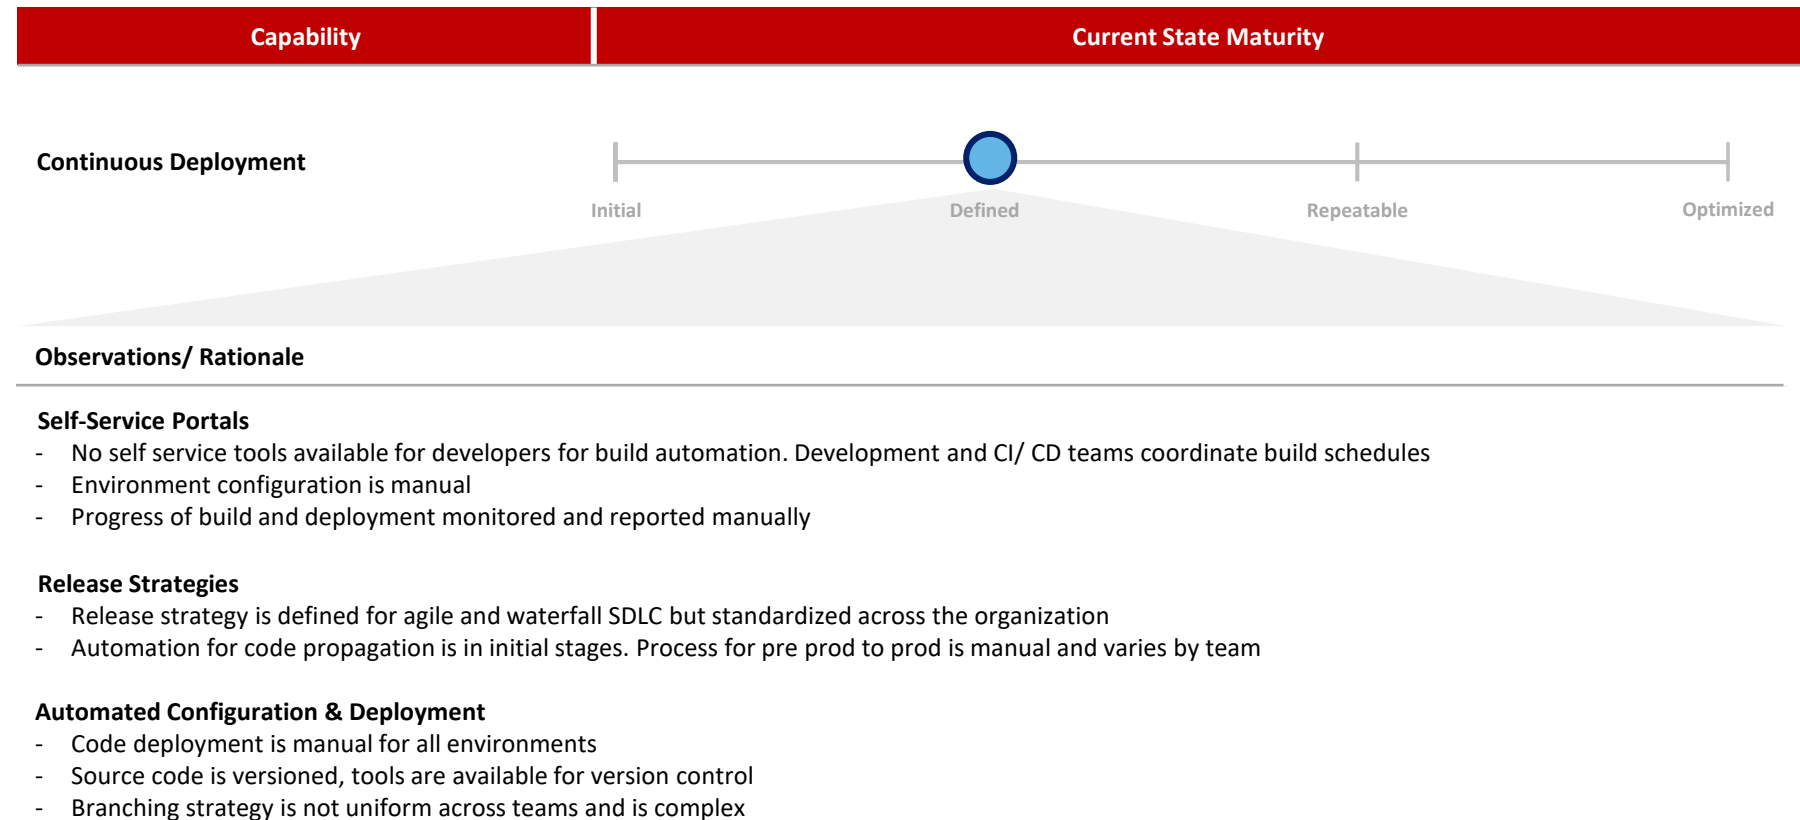 Capability
Current State Maturity
Continuous Deployment
Initial
Defined
Repeatable
Optimized
Observations/ Rationale
Self-Service Portals
- No self service tools available for developers for build automation. Development and CI/ CD teams coordinate build schedules
- Environment configuration is manual
- Progress of build and deployment monitored and reported manually
Release Strategies
- Release strategy is defined for agile and waterfall SDLC but standardized across the organization
- Automation for code propagation is in initial stages. Process for pre prod to prod is manual and varies by team
Automated Configuration & Deployment
- Code deployment is manual for all environments
- Source code is versioned, tools are available for version control
- Branching strategy is not uniform across teams and is complex